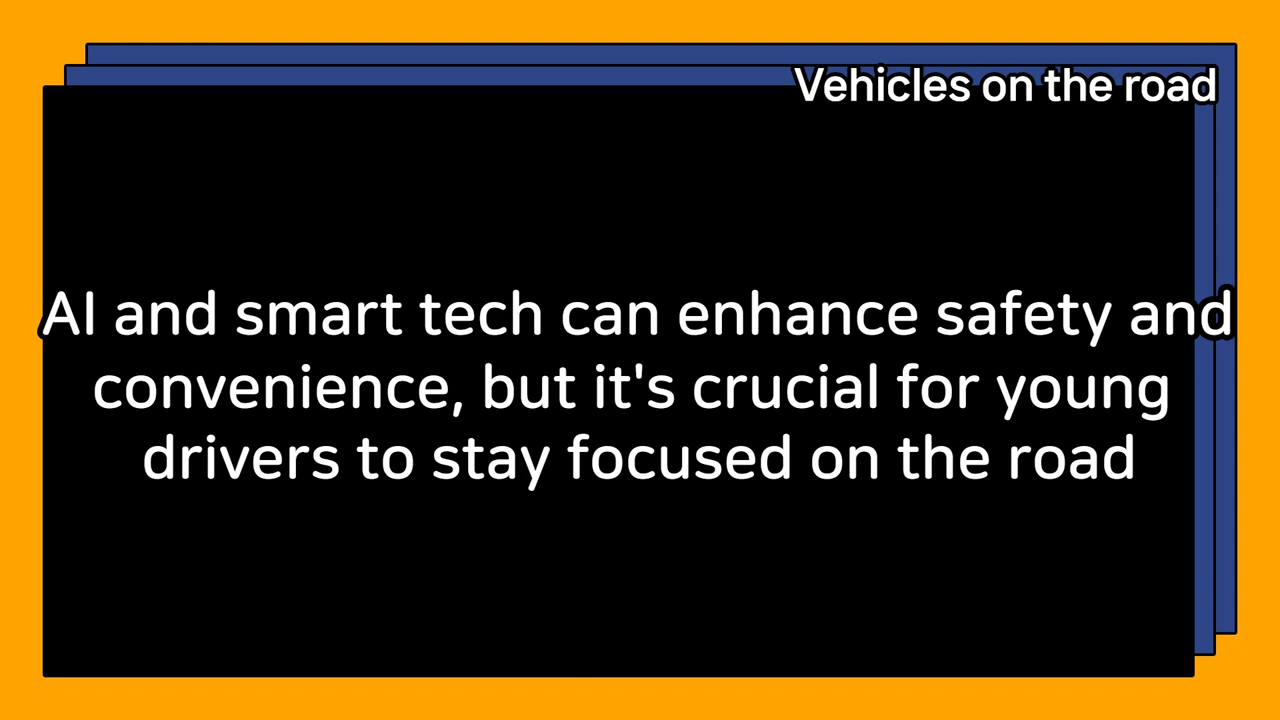 Vehicles on the road
AI and smart tech can enhance safety and
convenience, but it's crucial for young
drivers to stay focused on the road